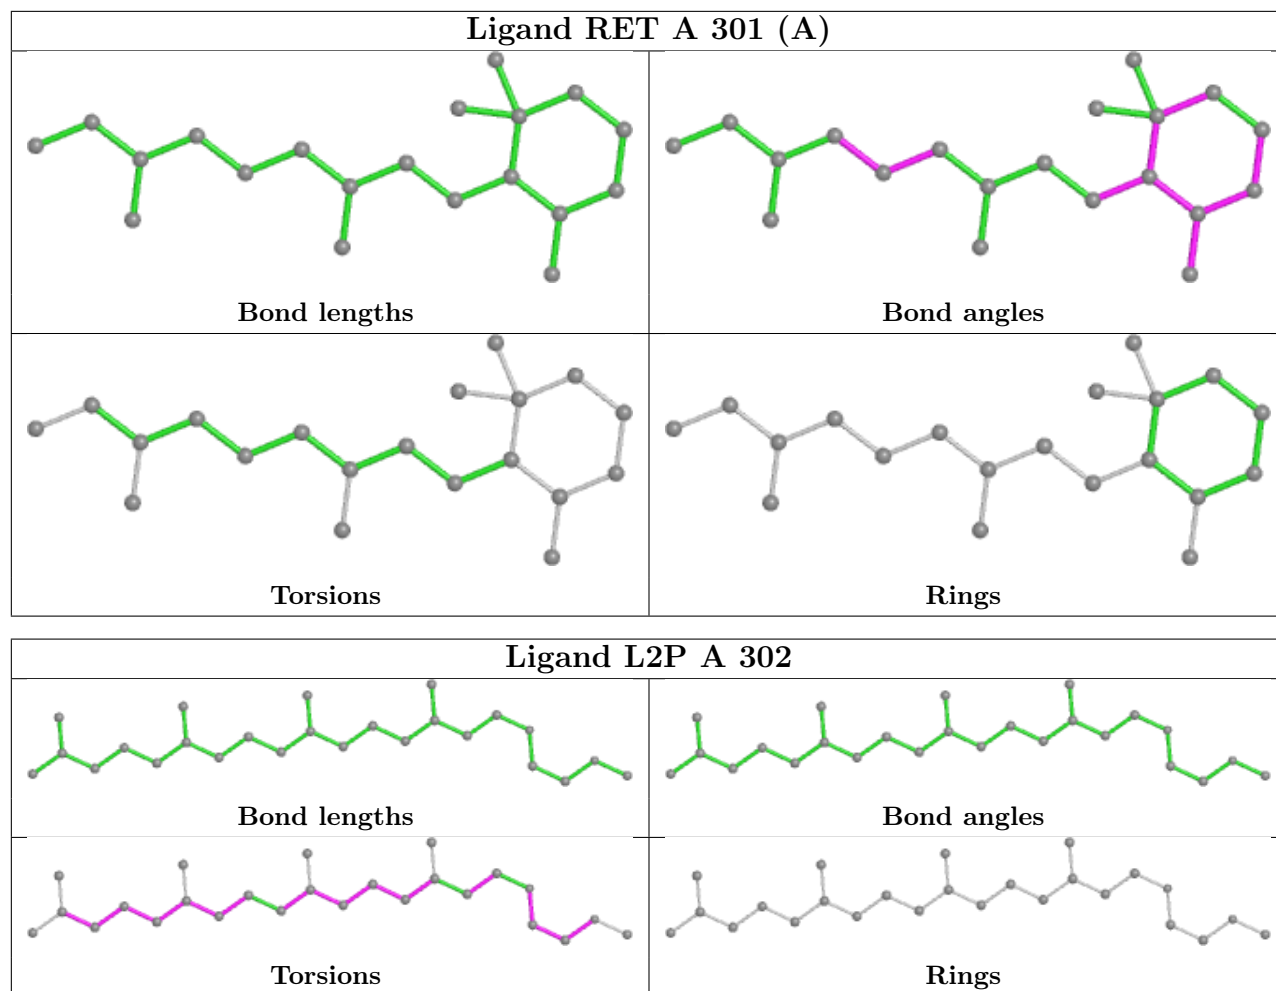 Ligand RET A 301 (A)
Bond lengths
Bond angles
Torsions
Rings
Ligand L2P A 302
Bond lengths
Bond angles
Torsions
Rings